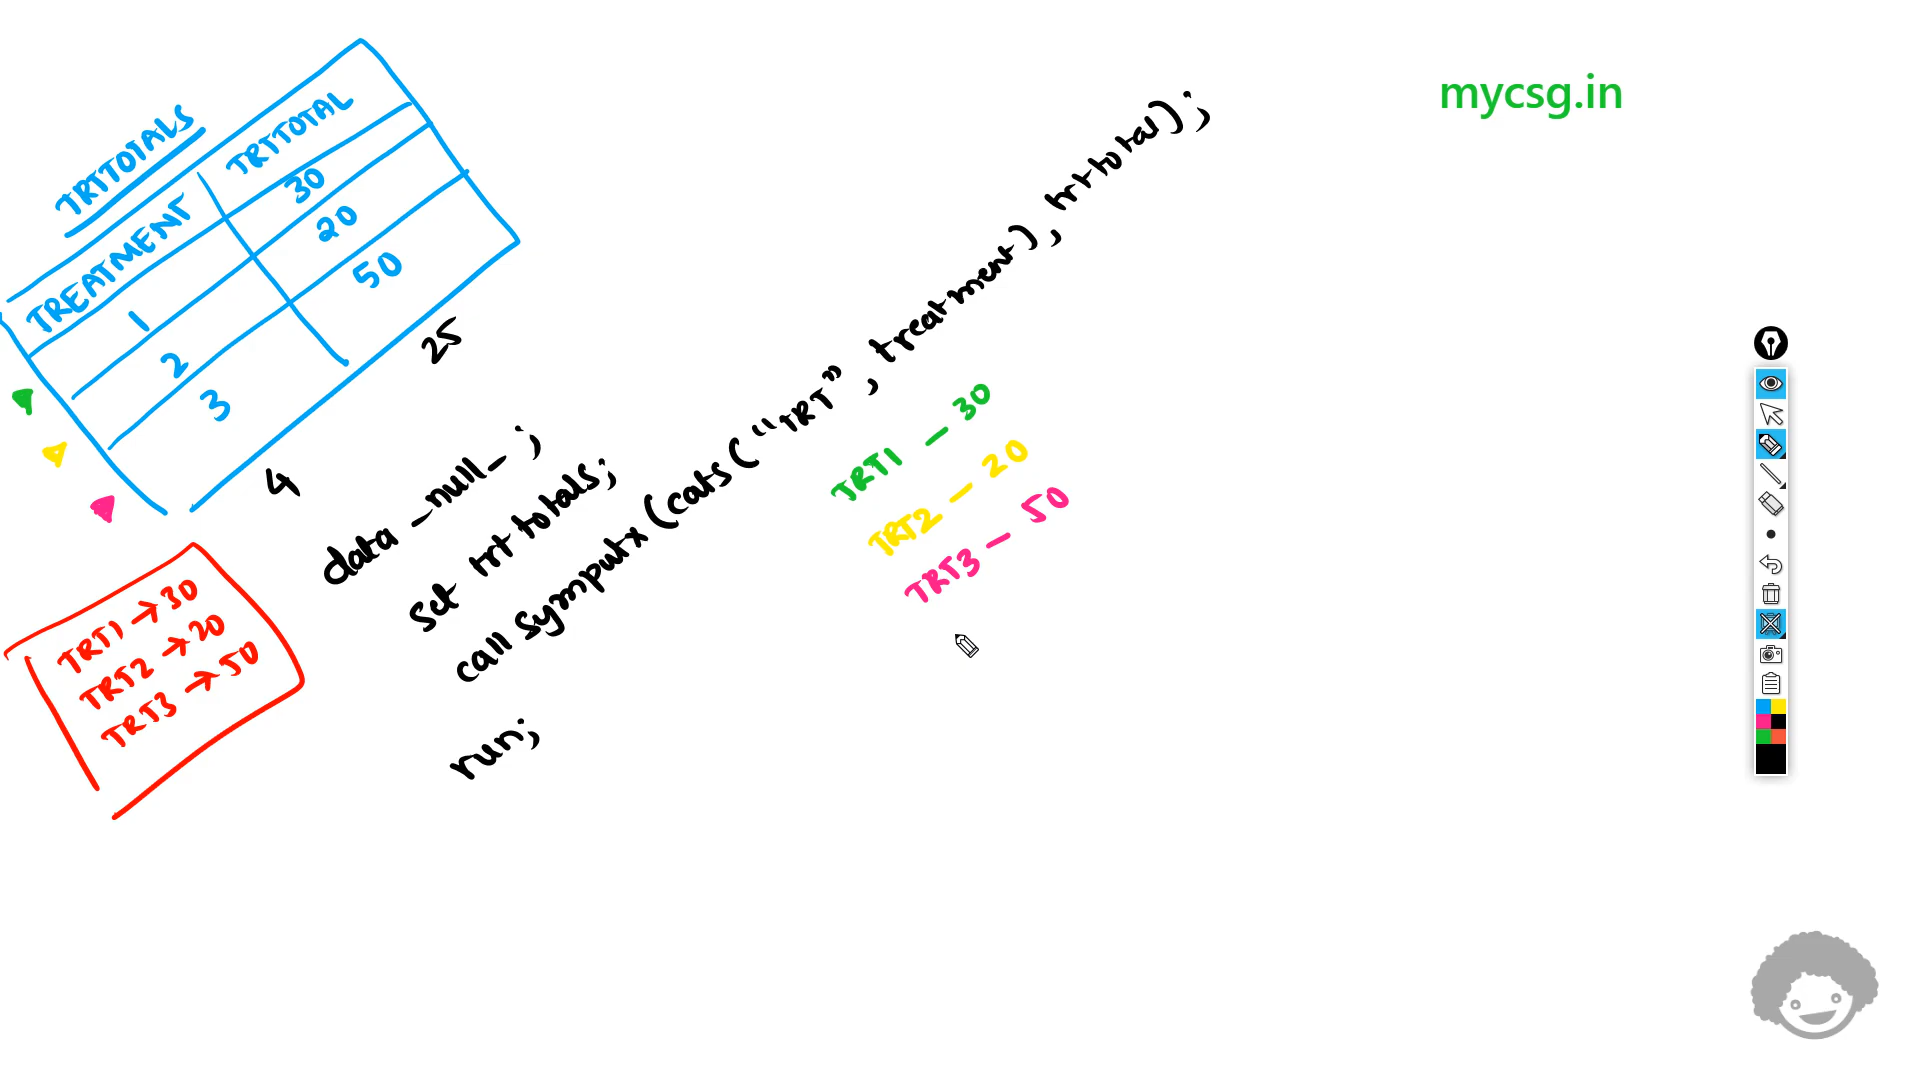 mycsg.in
TRTTOTALS
TREATMENT TRTTOTAL
1 30
2 20
3 50
4 25
data _null_;
set trttotals;
call symputx(cats("TRT", treatment), trttotal);
run;
TRT1 — 30
TRT2 — 20
TRT3 — 50
TRT1 → 30
TRT2 → 20
TRT3 → 50